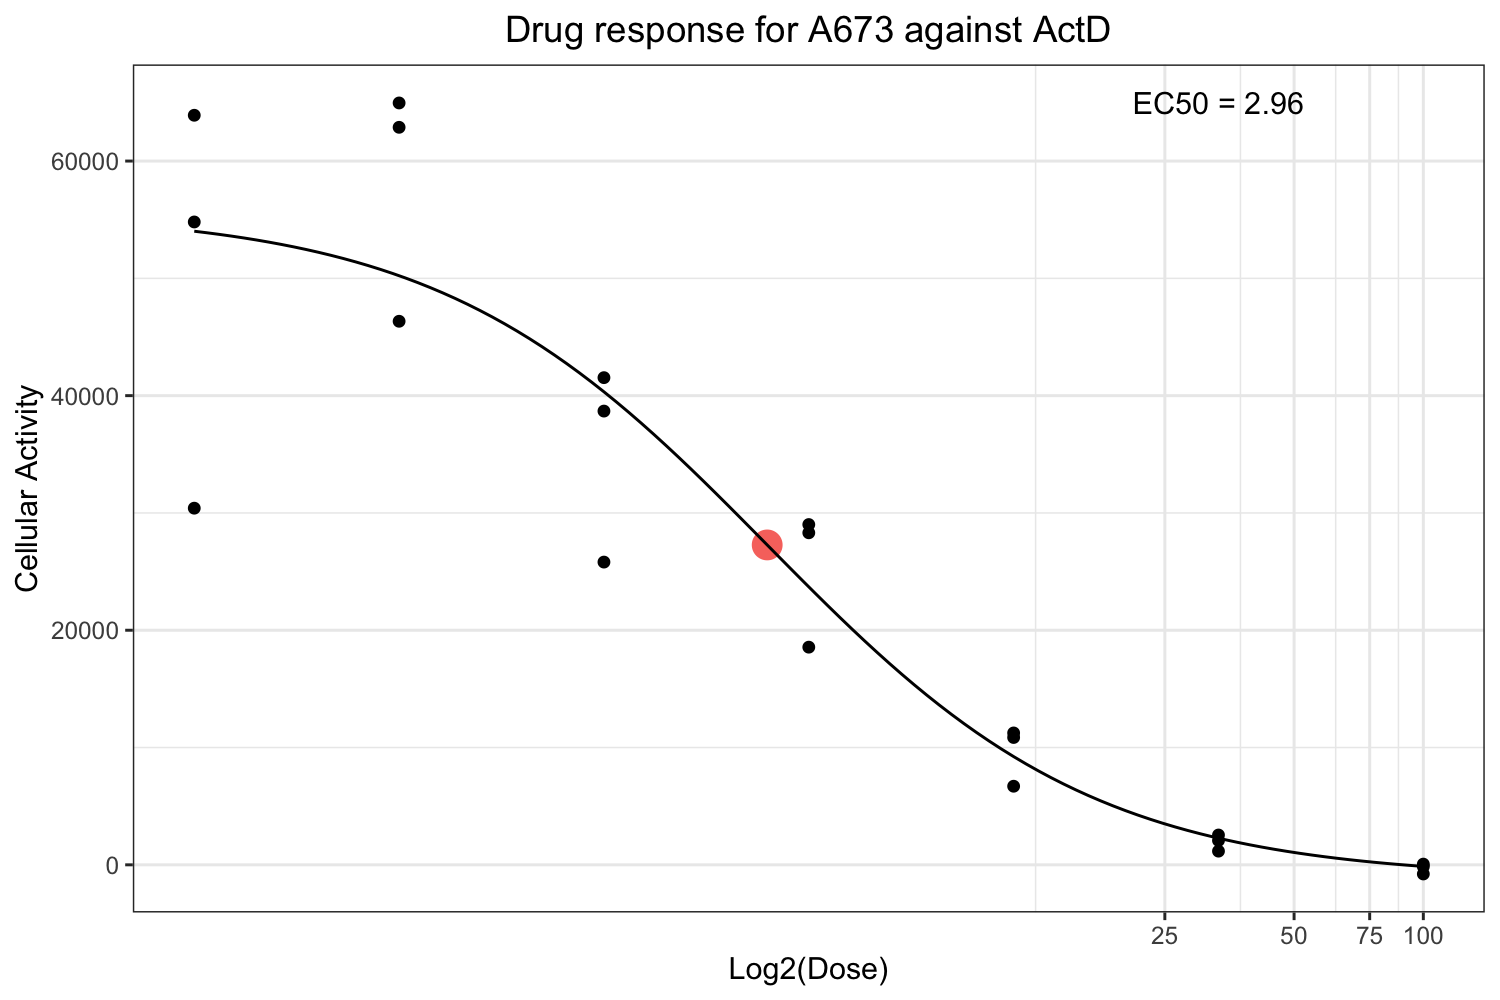 Drug response for A673 against ActD
EC50 = 2.96
60000
40000
20000
0
Cellular Activity
25 50 75 100
Log2(Dose)